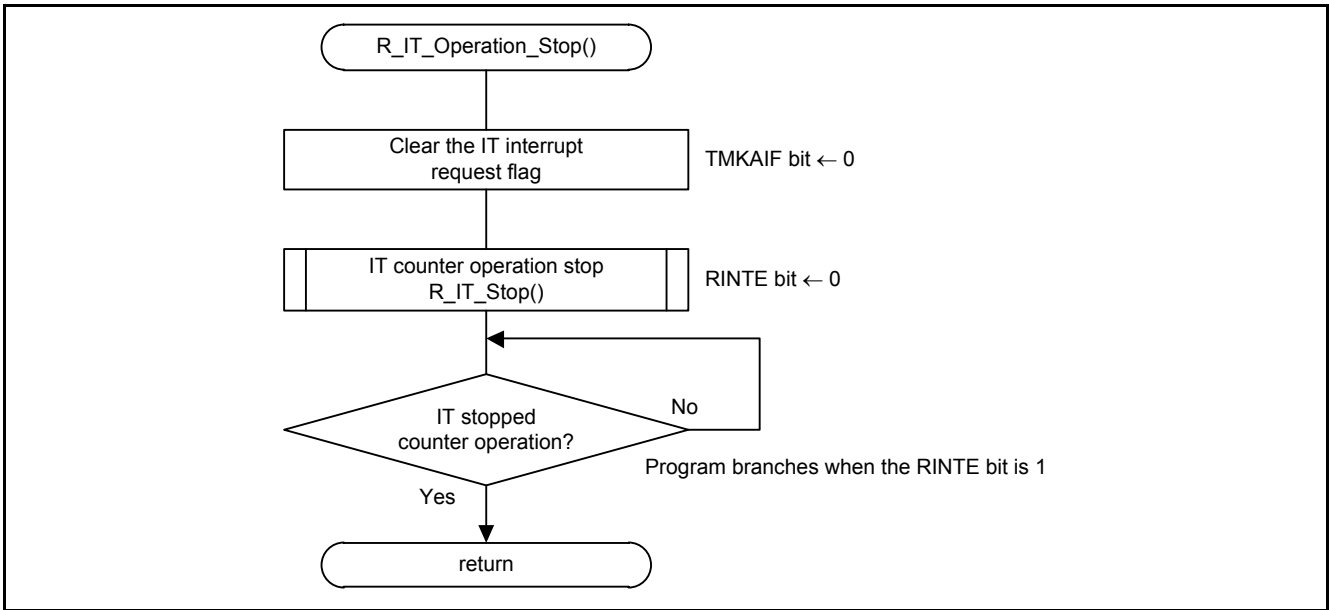 R_IT_Operation_Stop()
Clear the IT interrupt
request flag
TMKAIF bit ← 0
IT counter operation stop
R_IT_Stop()
RINTE bit ← 0
IT stopped
counter operation?
No
Program branches when the RINTE bit is 1
Yes
return